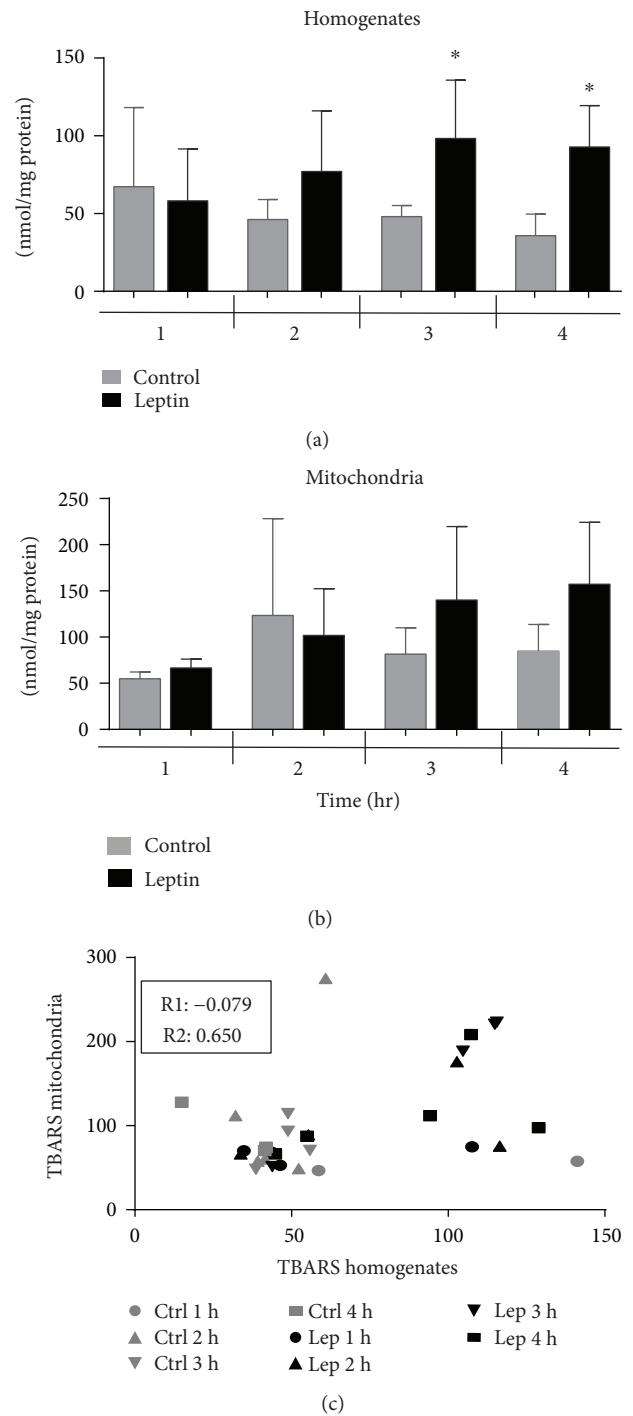 Homogenates
(nmol/mg protein)
150
100
50
0
*
*
1 2 3 4
Control
Leptin
(a)
Mitochondria
(nmol/mg protein)
250
200
150
100
50
0
1 2 3 4
Time (hr)
Control
Leptin
(b)
TBARS mitochondria
300
200
100
0
R1: −0.079
R2: 0.650
0 50 100 150
TBARS homogenates
Ctrl 1 h Ctrl 4 h Lep 3 h
Ctrl 2 h Lep 1 h Lep 4 h
Ctrl 3 h Lep 2 h
(c)